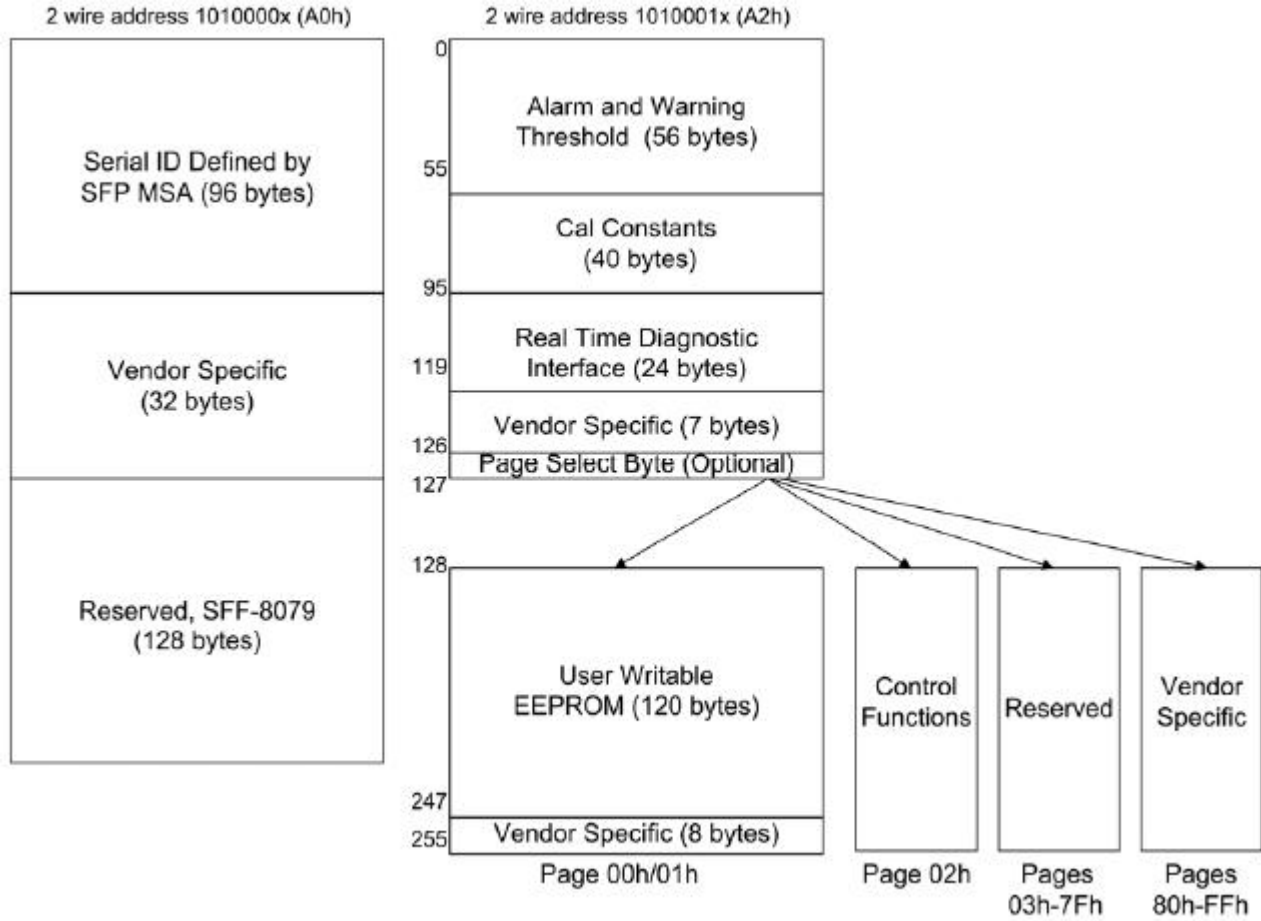 2 wire address 1010000x (A0h)
Serial ID Defined by
SFP MSA (96 bytes)
Vendor Specific
(32 bytes)
Reserved, SFF-8079
(128 bytes)
2 wire address 1010001x (A2h)
0
Alarm and Warning
Threshold (56 bytes)
55
Cal Constants
(40 bytes)
95
Real Time Diagnostic
Interface (24 bytes)
119
Vendor Specific (7 bytes)
126
Page Select Byte (Optional)
127
128
User Writable
EEPROM (120 bytes)
247
Vendor Specific (8 bytes)
255
Page 00h/01h
Control
Functions
Page 02h
Reserved
Pages
03h-7Fh
Vendor
Specific
Pages
80h-FFh